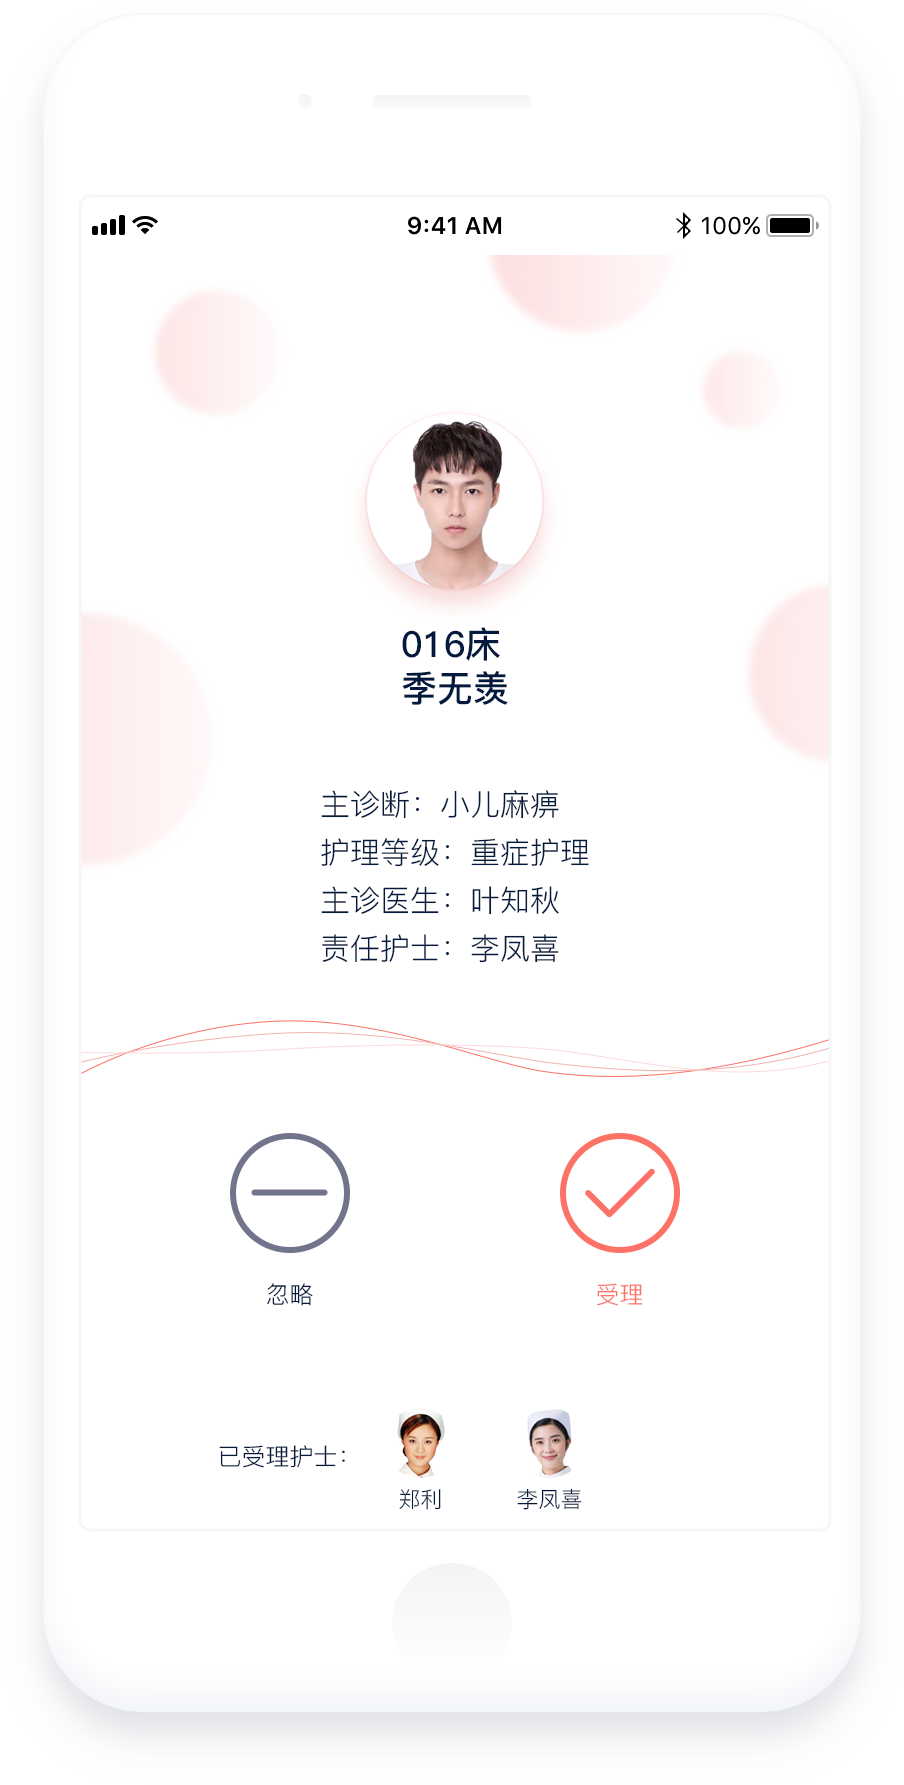 9:41 AM
100%
016床
季无羡
主诊断：小儿麻痹
护理等级：重症护理
主诊医生：叶知秋
责任护士：李凤喜
忽略
受理
已受理护士：
郑利
李凤喜